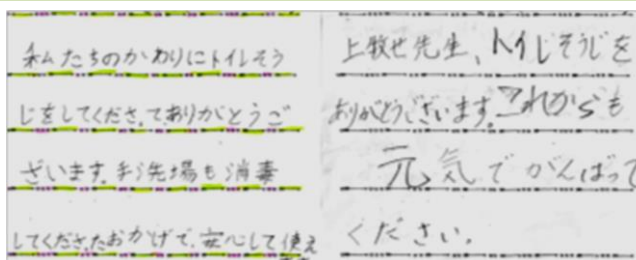 私たちのかわりにトイレそう
じをしてくださってありがとうご
ざいます。手洗場も消毒
してくださったおかげで、安心して使え
上牧世先生、トイレそうじを
ありがとうございます。これからも
元気でがんばって
ください。